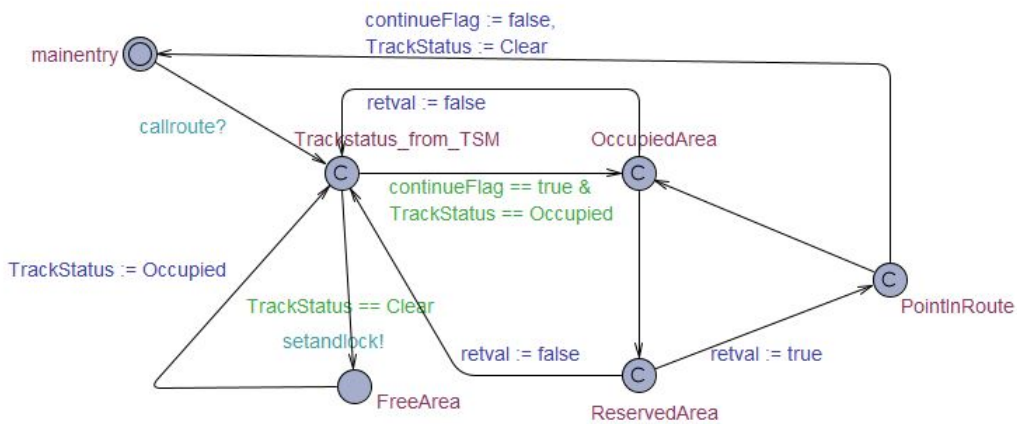 continueFlag := false,
TrackStatus := Clear
mainentry
retval := false
callroute?
Trackstatus_from_TSM
OccupiedArea
C
C
continueFlag == true &
TrackStatus == Occupied
TrackStatus := Occupied
C
TrackStatus == Clear
PointInRoute
setandlock!
retval := false
retval := true
C
FreeArea
ReservedArea